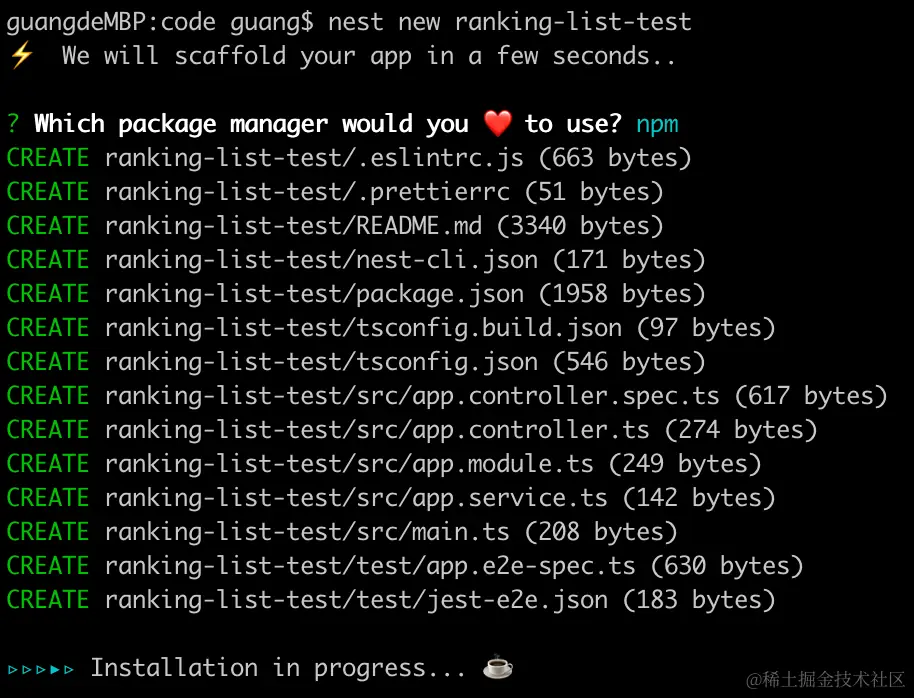 guangdeMBP:code guang$ nest new ranking-list-test
⚡ We will scaffold your app in a few seconds..
? Which package manager would you ❤️ to use? npm
CREATE ranking-list-test/.eslintrc.js (663 bytes)
CREATE ranking-list-test/.prettierrc (51 bytes)
CREATE ranking-list-test/README.md (3340 bytes)
CREATE ranking-list-test/nest-cli.json (171 bytes)
CREATE ranking-list-test/package.json (1958 bytes)
CREATE ranking-list-test/tsconfig.build.json (97 bytes)
CREATE ranking-list-test/tsconfig.json (546 bytes)
CREATE ranking-list-test/src/app.controller.spec.ts (617 bytes)
CREATE ranking-list-test/src/app.controller.ts (274 bytes)
CREATE ranking-list-test/src/app.module.ts (249 bytes)
CREATE ranking-list-test/src/app.service.ts (142 bytes)
CREATE ranking-list-test/src/main.ts (208 bytes)
CREATE ranking-list-test/test/app.e2e-spec.ts (630 bytes)
CREATE ranking-list-test/test/jest-e2e.json (183 bytes)
▹▹▹▸▹ Installation in progress... ☕
@稀土掘金技术社区